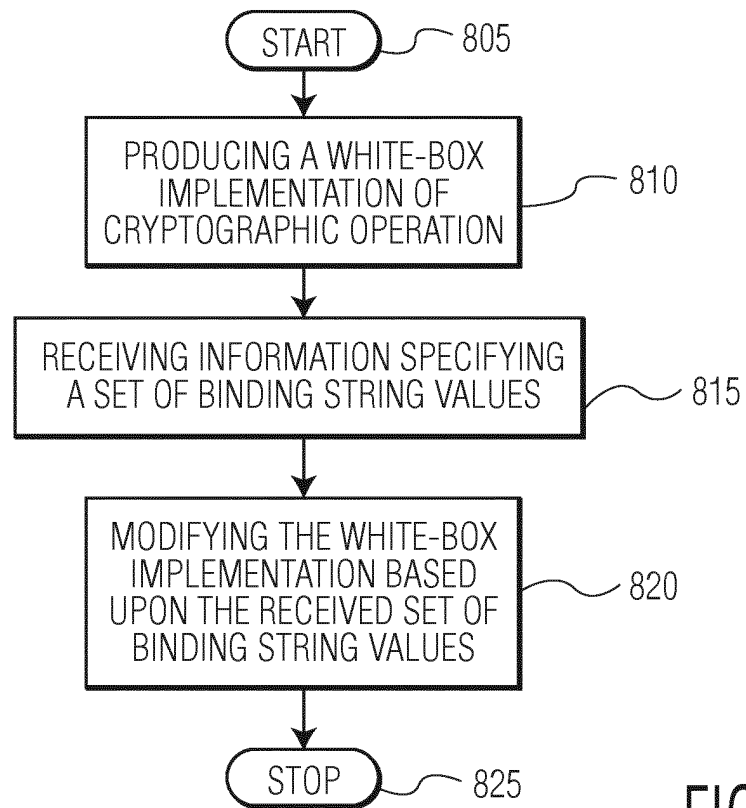 START
805
PRODUCING A WHITE-BOX
IMPLEMENTATION OF
CRYPTOGRAPHIC OPERATION
810
RECEIVING INFORMATION SPECIFYING
A SET OF BINDING STRING VALUES
815
MODIFYING THE WHITE-BOX
IMPLEMENTATION BASED
UPON THE RECEIVED SET OF
BINDING STRING VALUES
820
STOP
825